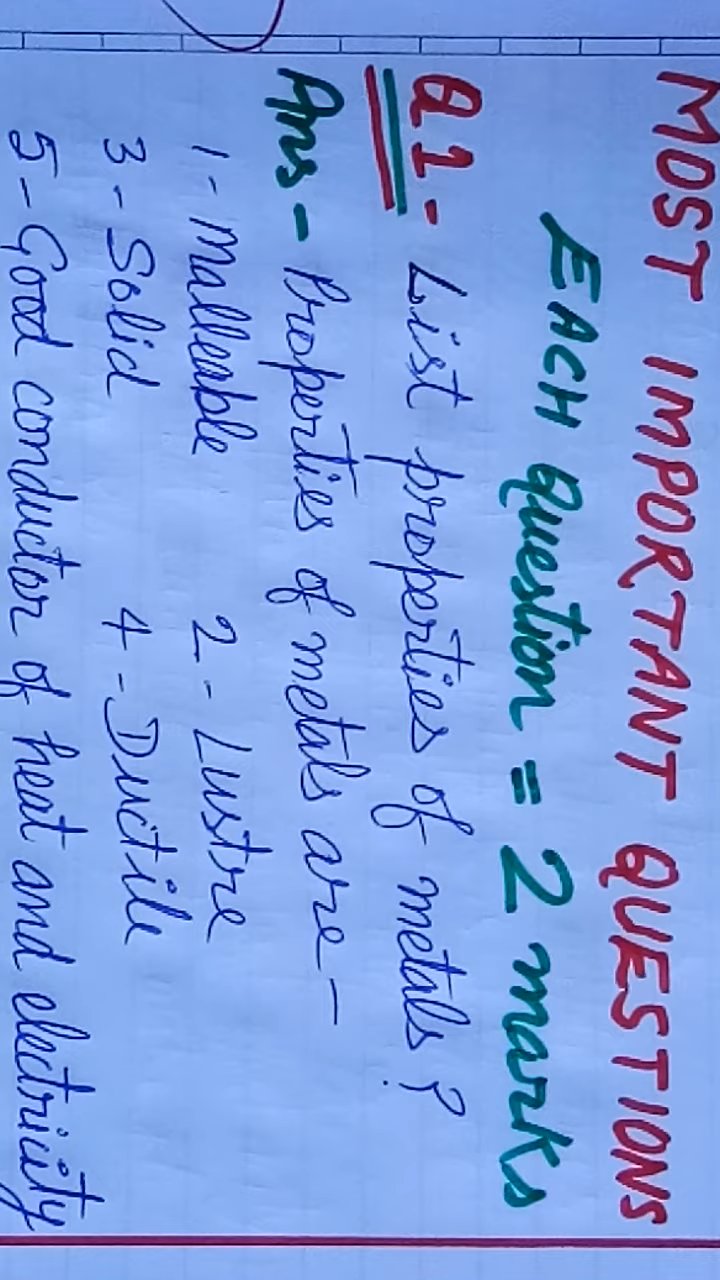 MOST IMPORTANT QUESTIONS
EACH question = 2 marks
Q1- List properties of metals?
Ans - Properties of metals are -
1 - Malleable 2 - Lustre
3 - Solid 4 - Ductile
5 - Good conductor of heat and electricity